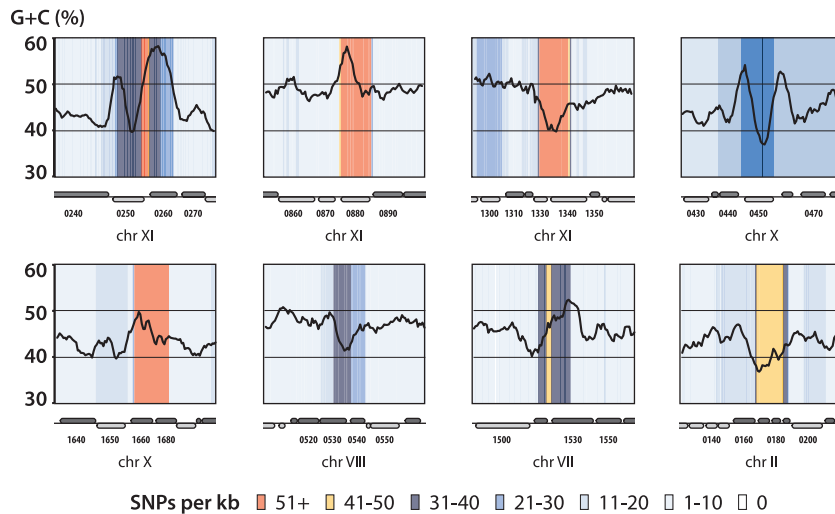 G+C (%)
60
50
40
30
0240 0250 0260 0270
chr XI
0860 0870 0880 0890
chr XI
1300 1310 1330 1340 1350
chr XI
0430 0440 0450 0470
chr X
60
50
40
30
1640 1650 1660 1680
chr X
0520 0530 0540 0550
chr VIII
1500 1530 1550
chr VII
0140 0160 0180 0200
chr II
SNPs per kb 51+ 41-50 31-40 21-30 11-20 1-10 0